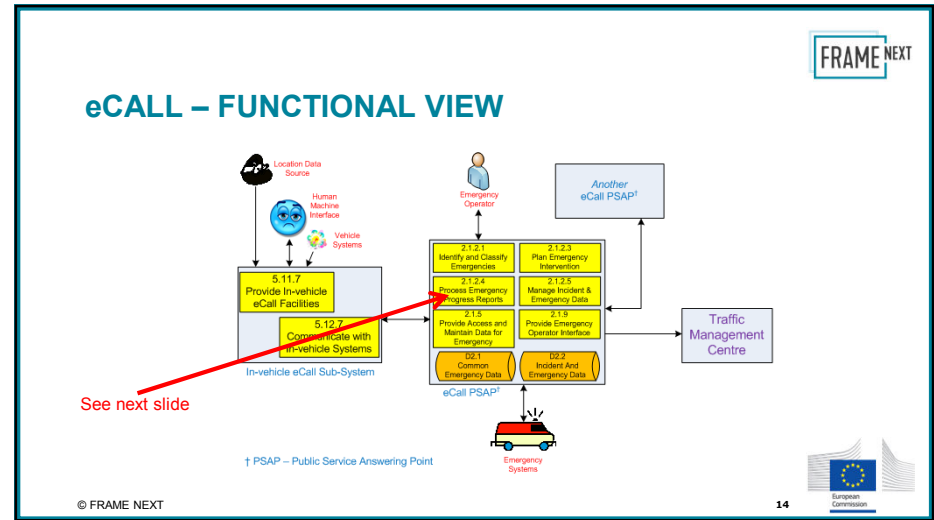 FRAME NEXT
eCALL – FUNCTIONAL VIEW
Location Data
Source
Human
Machine
Interface
Vehicle
Systems
5.11.7
Provide In-vehicle
eCall Facilities
5.12.7
Communicate with
In-vehicle Systems
In-vehicle eCall Sub-System
Emergency
Operator
2.1.2.1
Identify and Classify
Emergencies
2.1.2.3
Plan Emergency
Intervention
2.1.2.4
Process Emergency
Progress Reports
2.1.2.5
Manage Incident &
Emergency Data
2.1.5
Provide Access and
Maintain Data for
Emergency
2.1.9
Provide Emergency
Operator Interface
D2.1
Common
Emergency Data
D2.2
Incident And
Emergency Data
eCall PSAP†
Another
eCall PSAP†
Traffic
Management
Centre
See next slide
Emergency
Systems
† PSAP – Public Service Answering Point
© FRAME NEXT
14
European
Commission